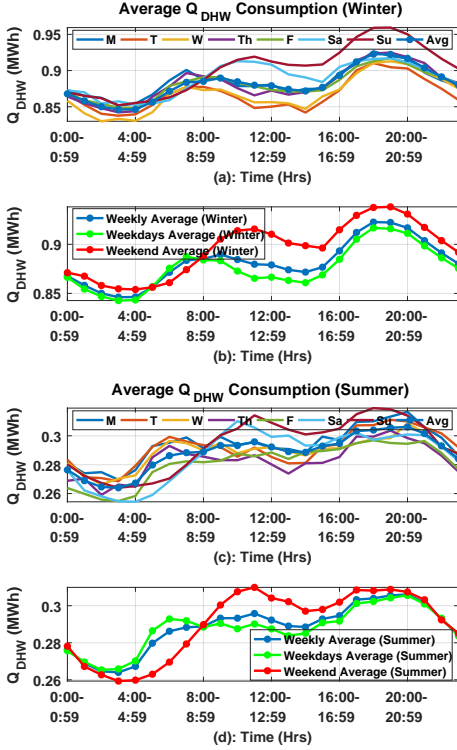 Average Q_DHW Consumption (Winter)
Q_DHW (MWh)
0.95
0.9
0.85
M T W Th F Sa Su Avg
0:00- 4:00- 8:00- 12:00- 16:00- 20:00-
0:59 4:59 8:59 12:59 16:59 20:59
(a): Time (Hrs)
Q_DHW (MWh)
0.9
0.85
Weekly Average (Winter)
Weekdays Average (Winter)
Weekend Average (Winter)
0:00- 4:00- 8:00- 12:00- 16:00- 20:00-
0:59 4:59 8:59 12:59 16:59 20:59
(b): Time (Hrs)
Average Q_DHW Consumption (Summer)
Q_DHW (MWh)
0.3
0.28
0.26
M T W Th F Sa Su Avg
0:00- 4:00- 8:00- 12:00- 16:00- 20:00-
0:59 4:59 8:59 12:59 16:59 20:59
(c): Time (Hrs)
Q_DHW (MWh)
0.3
0.28
0.26
Weekly Average (Summer)
Weekdays Average (Summer)
Weekend Average (Summer)
0:00- 4:00- 8:00- 12:00- 16:00- 20:00-
0:59 4:59 8:59 12:59 16:59 20:59
(d): Time (Hrs)